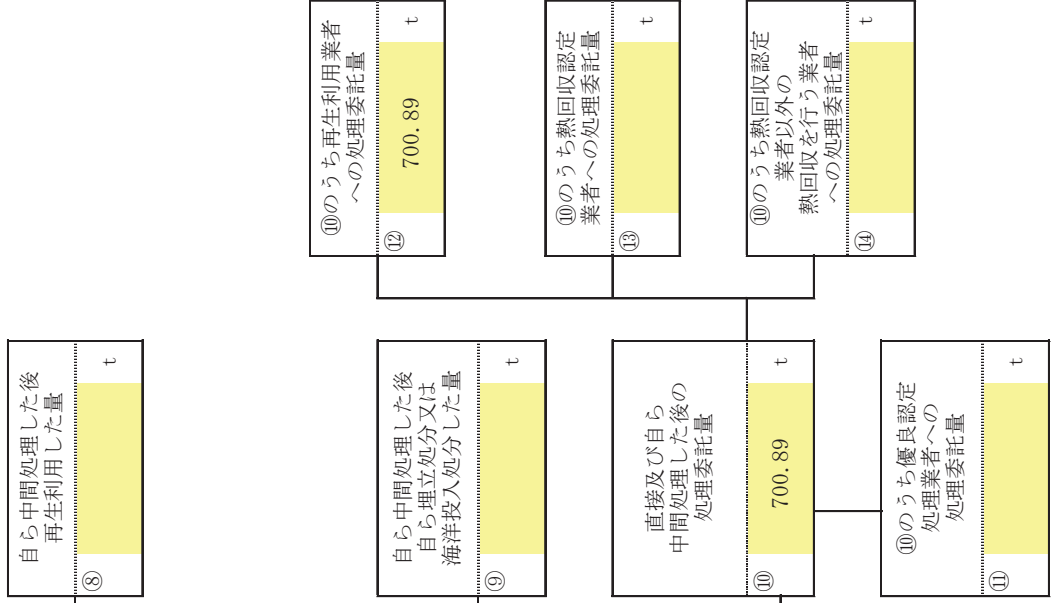 自ら中間処理した後
再生利用した量
⑧
t
自ら中間処理した後
自ら埋立処分又は
海洋投入処分した量
⑨
t
直接及び自ら
中間処理した後の
処理委託量
⑩
700.89
t
⑩のうち優良認定
処理業者への
処理委託量
⑪
t
⑩のうち再生利用業者
への処理委託量
⑫
700.89
t
⑩のうち熱回収認定
業者への処理委託量
⑬
t
⑩のうち熱回収認定
業者以外の
熱回収を行う業者
への処理委託量
⑭
t